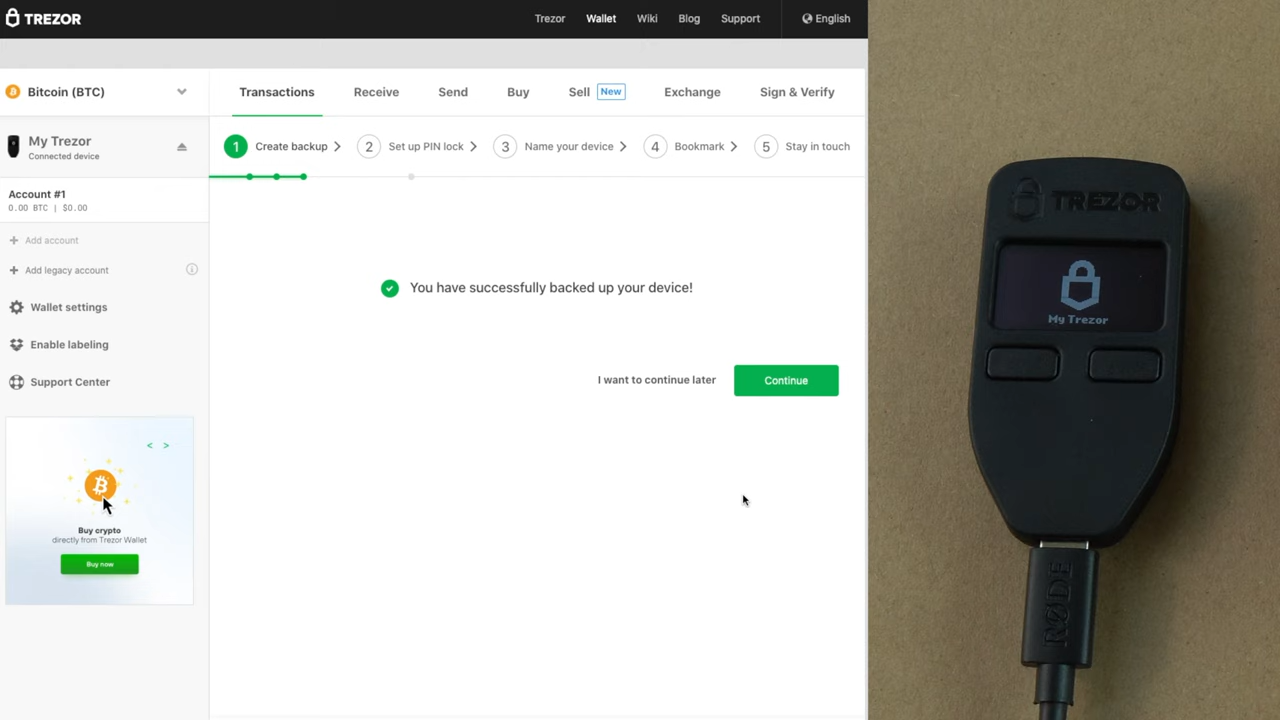 TREZOR
Trezor Wallet Wiki Blog Support English
Bitcoin (BTC)
Transactions Receive Send Buy Sell New Exchange Sign & Verify
My Trezor
Connected device
1 Create backup 2 Set up PIN lock 3 Name your device 4 Bookmark 5 Stay in touch
Account #1
0.00 BTC | $0.00
+ Add account
+ Add legacy account
Wallet settings
Enable labeling
Support Center
You have successfully backed up your device!
I want to continue later Continue
< >
Buy crypto
directly from Trezor Wallet
Buy now
TREZOR
My Trezor
RØDE